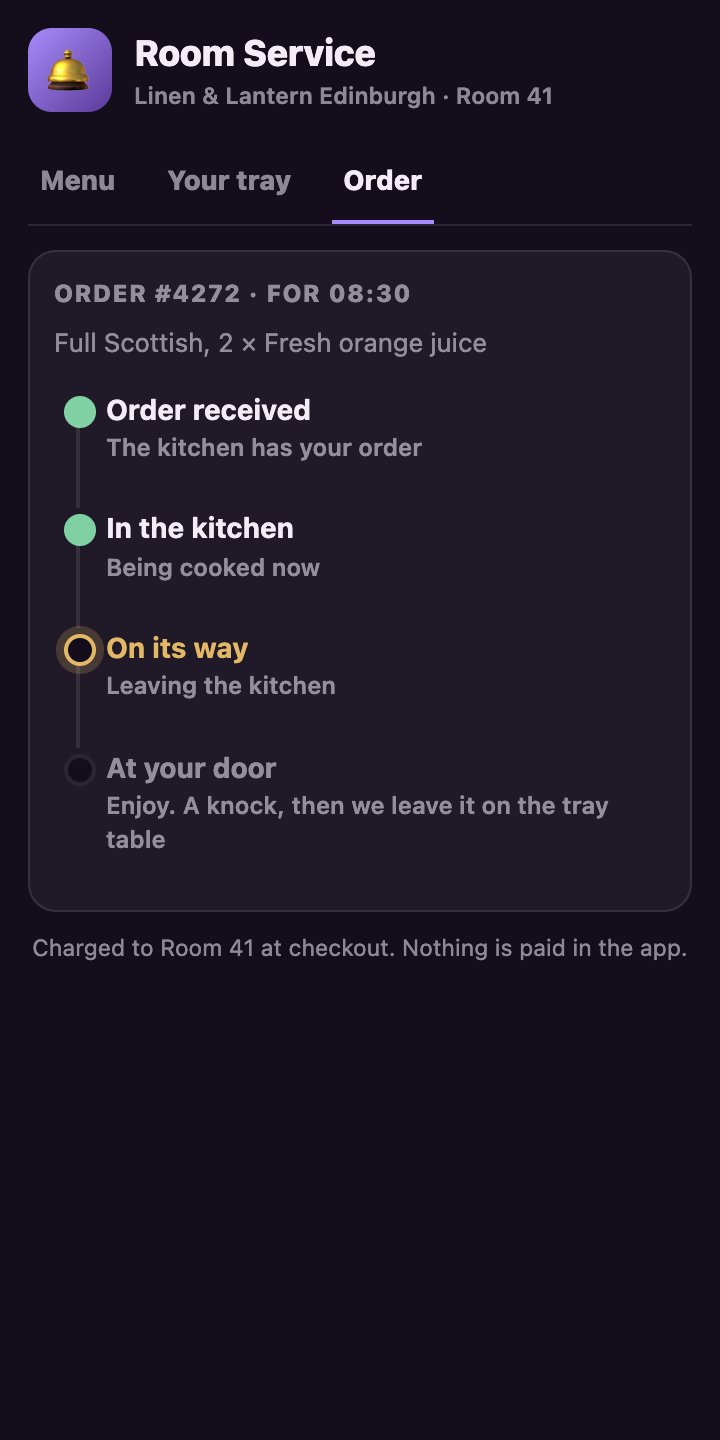 Room Service
Linen & Lantern Edinburgh · Room 41
Menu Your tray Order
ORDER #4272 · FOR 08:30
Full Scottish, 2 × Fresh orange juice
Order received
The kitchen has your order
In the kitchen
Being cooked now
On its way
Leaving the kitchen
At your door
Enjoy. A knock, then we leave it on the tray
table
Charged to Room 41 at checkout. Nothing is paid in the app.